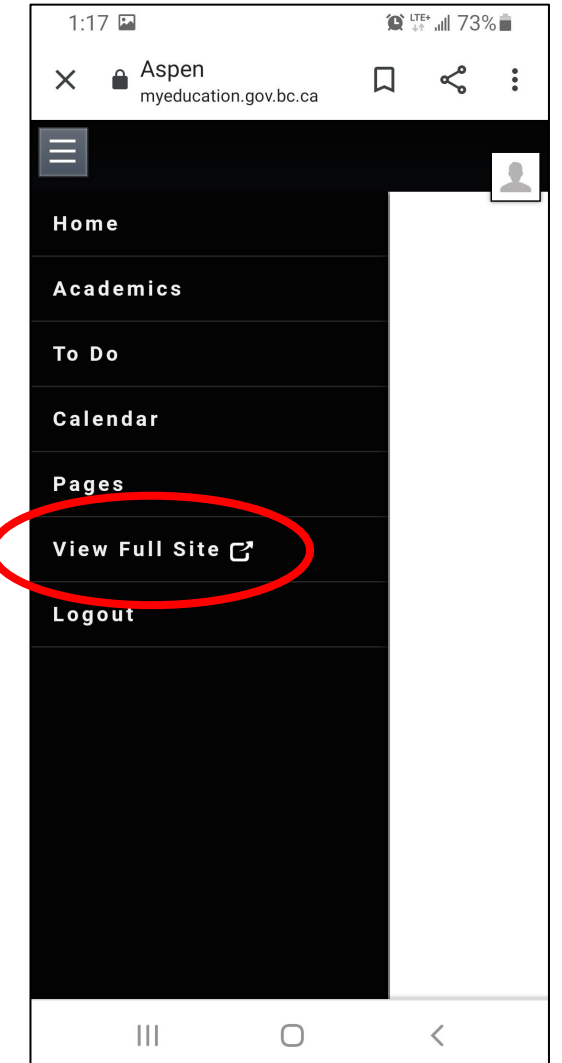 1:17 LTE+ 73%
Aspen
myeducation.gov.bc.ca
Home
Academics
To Do
Calendar
Pages
View Full Site
Logout